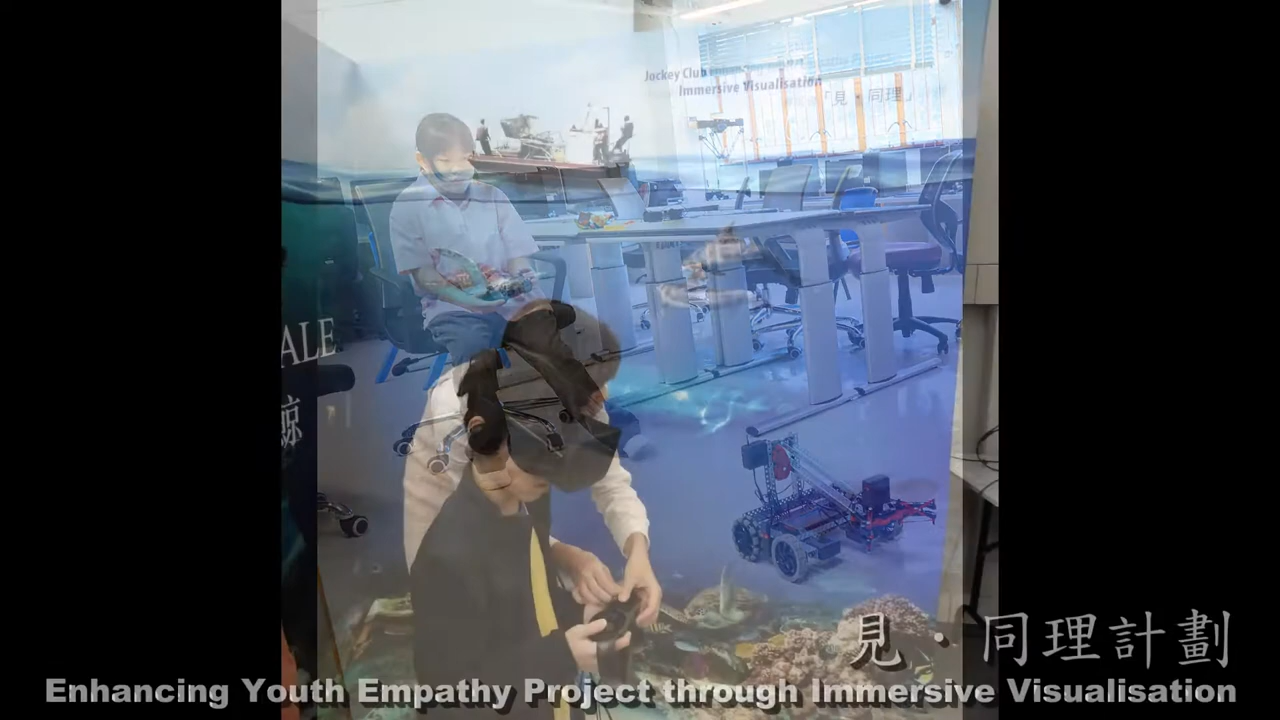 Jockey Club
Immersive Visualisation
「見・同理」
ALE
鯨
見・同理計劃
Enhancing Youth Empathy Project through Immersive Visualisation